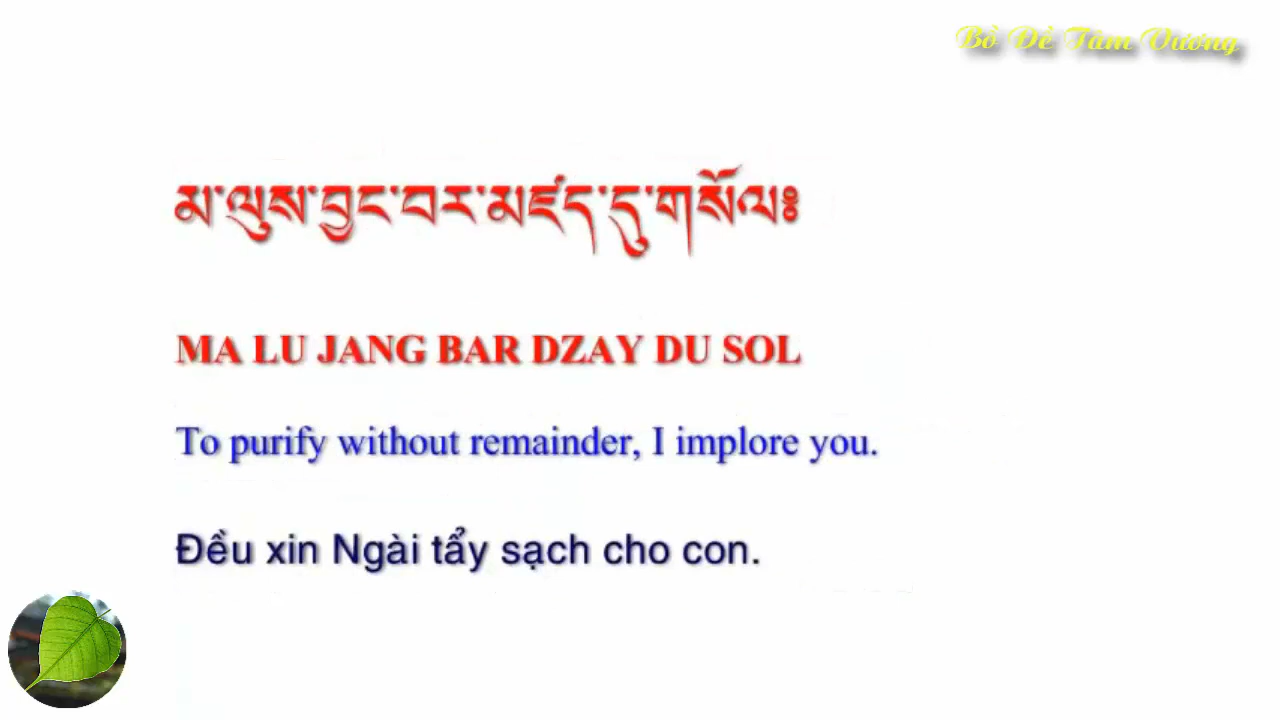 Bồ Đề Tâm Vương
མ་ལུས་བྱང་བར་མཛད་དུ་གསོལ༔
MA LU JANG BAR DZAY DU SOL
To purify without remainder, I implore you.
Đều xin Ngài tẩy sạch cho con.